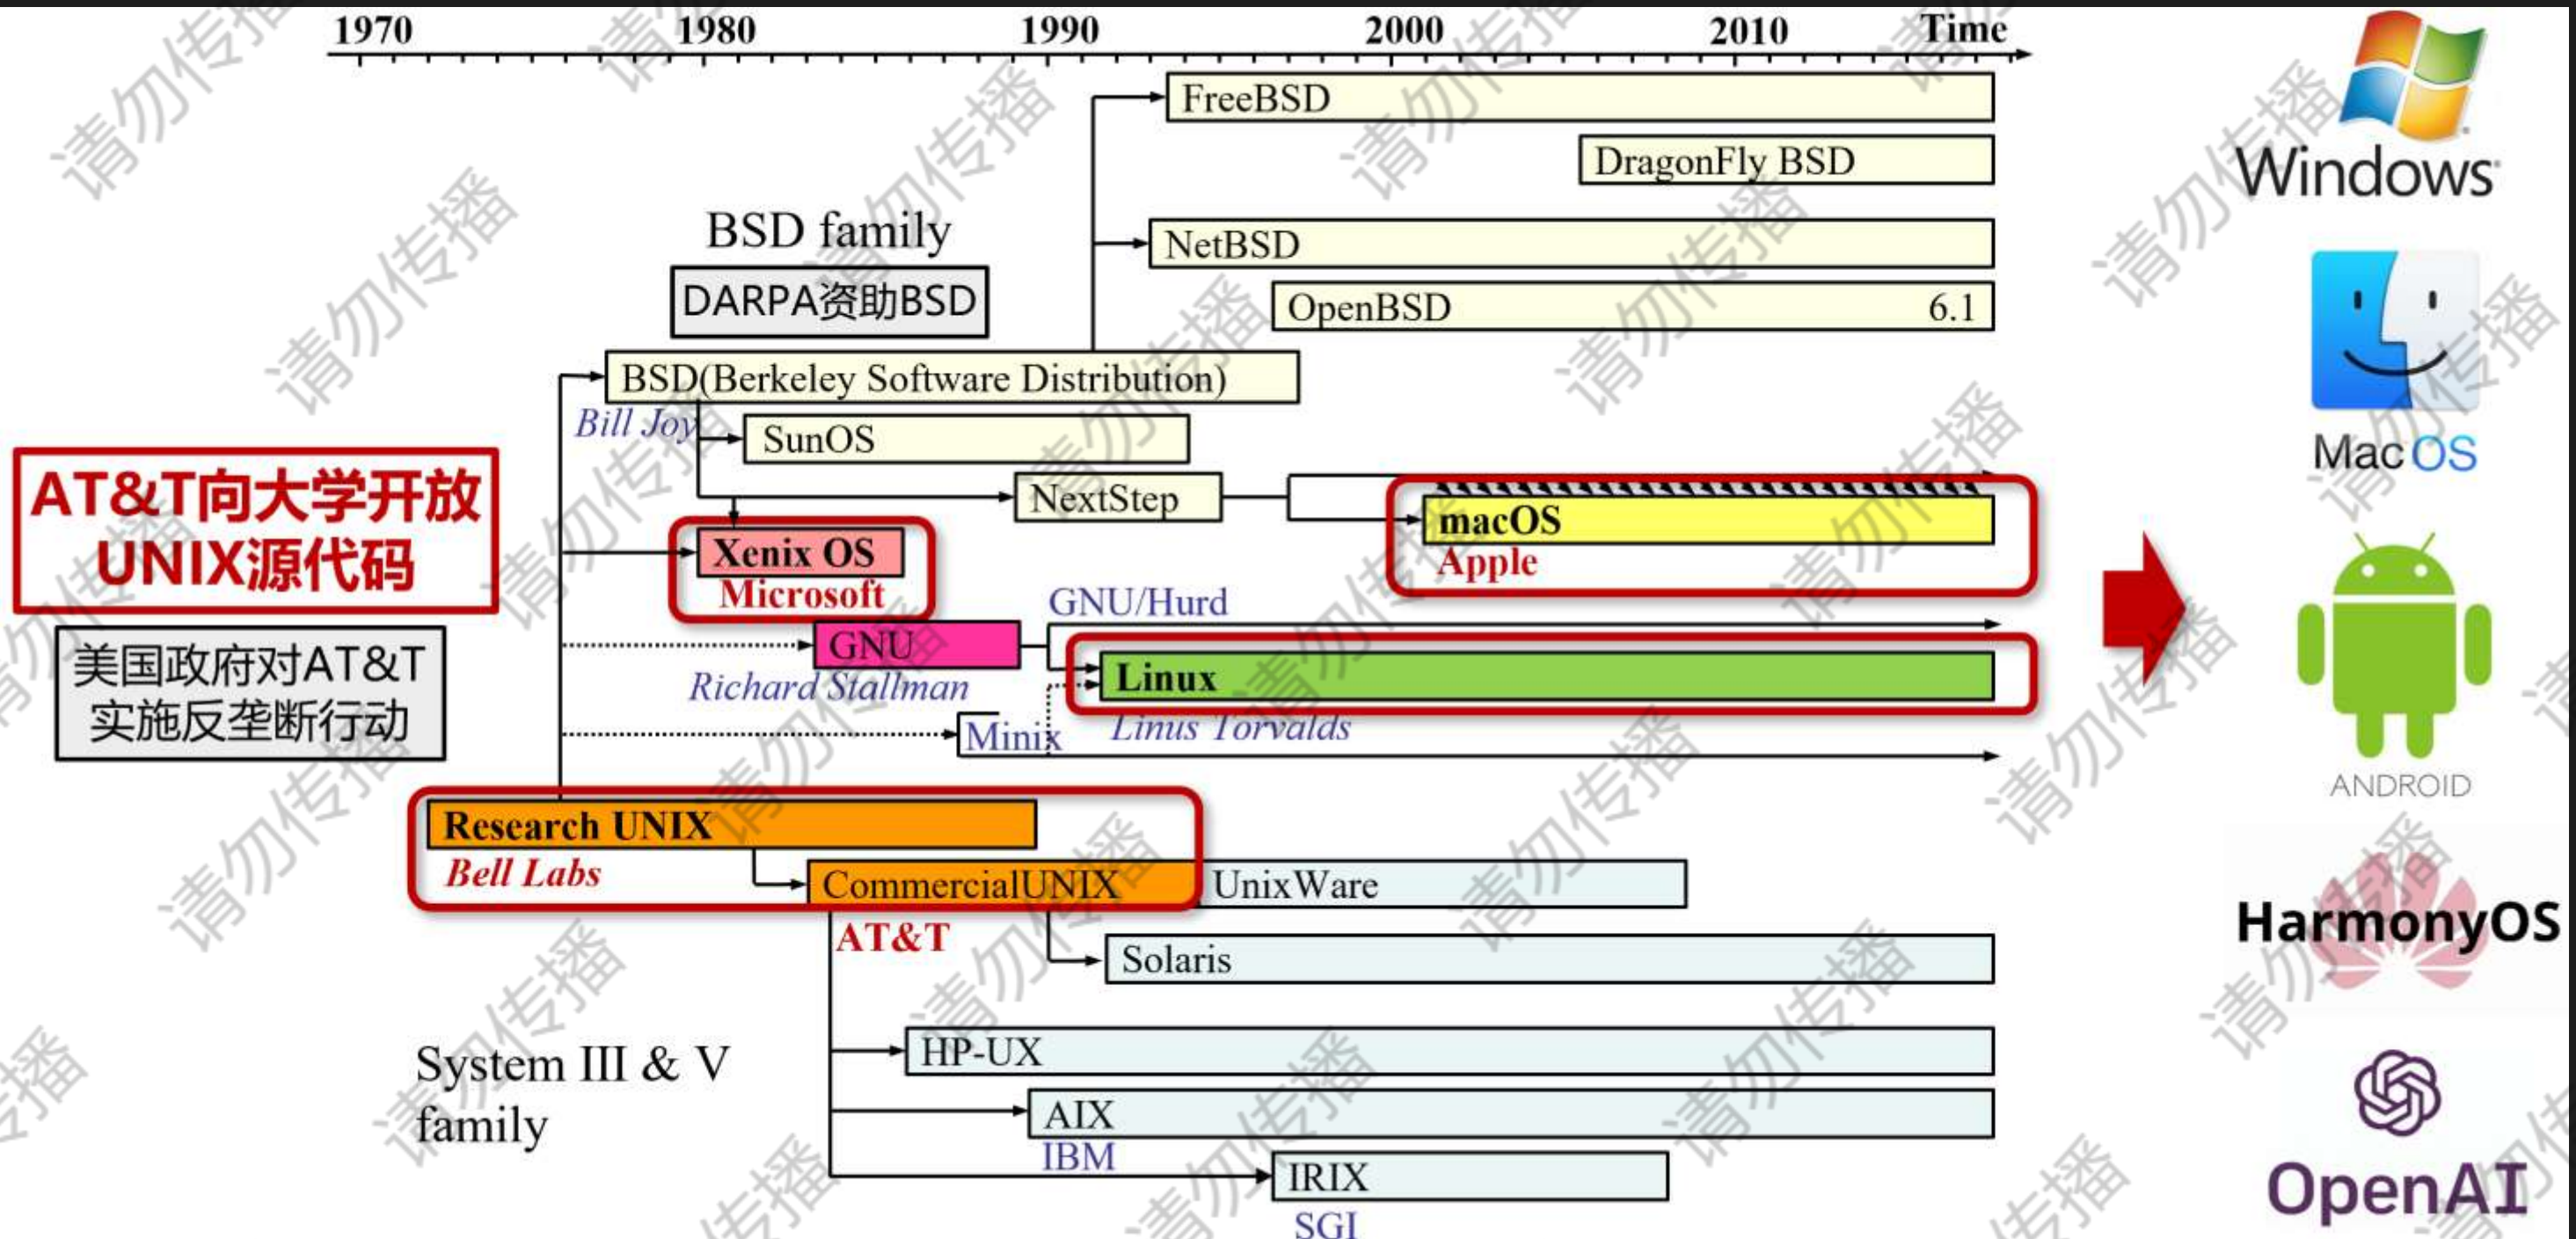 1970 1980 1990 2000 2010 Time
FreeBSD
DragonFly BSD
BSD family
NetBSD
DARPA资助BSD
OpenBSD 6.1
BSD(Berkeley Software Distribution)
Bill Joy
SunOS
AT&T向大学开放
UNIX源代码
NextStep
macOS
Apple
Xenix OS
Microsoft
GNU/Hurd
美国政府对AT&T
实施反垄断行动
GNU
Richard Stallman
Linux
Linus Torvalds
Minix
Research UNIX
Bell Labs
CommercialUNIX
UnixWare
AT&T
Solaris
System III & V
family
HP-UX
AIX
IBM
IRIX
SGI
Windows
Mac OS
ANDROID
HarmonyOS
OpenAI
请勿传播